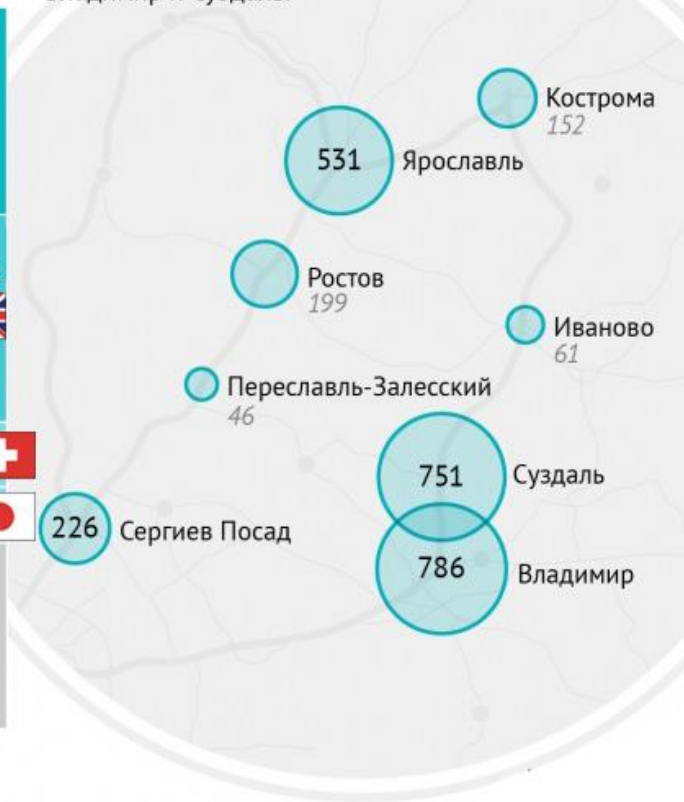 Кострома
152
531
Ярославль
Ростов
199
Иваново
61
Переславль-Залесский
46
751
Суздаль
226
Сергиев Посад
786
Владимир